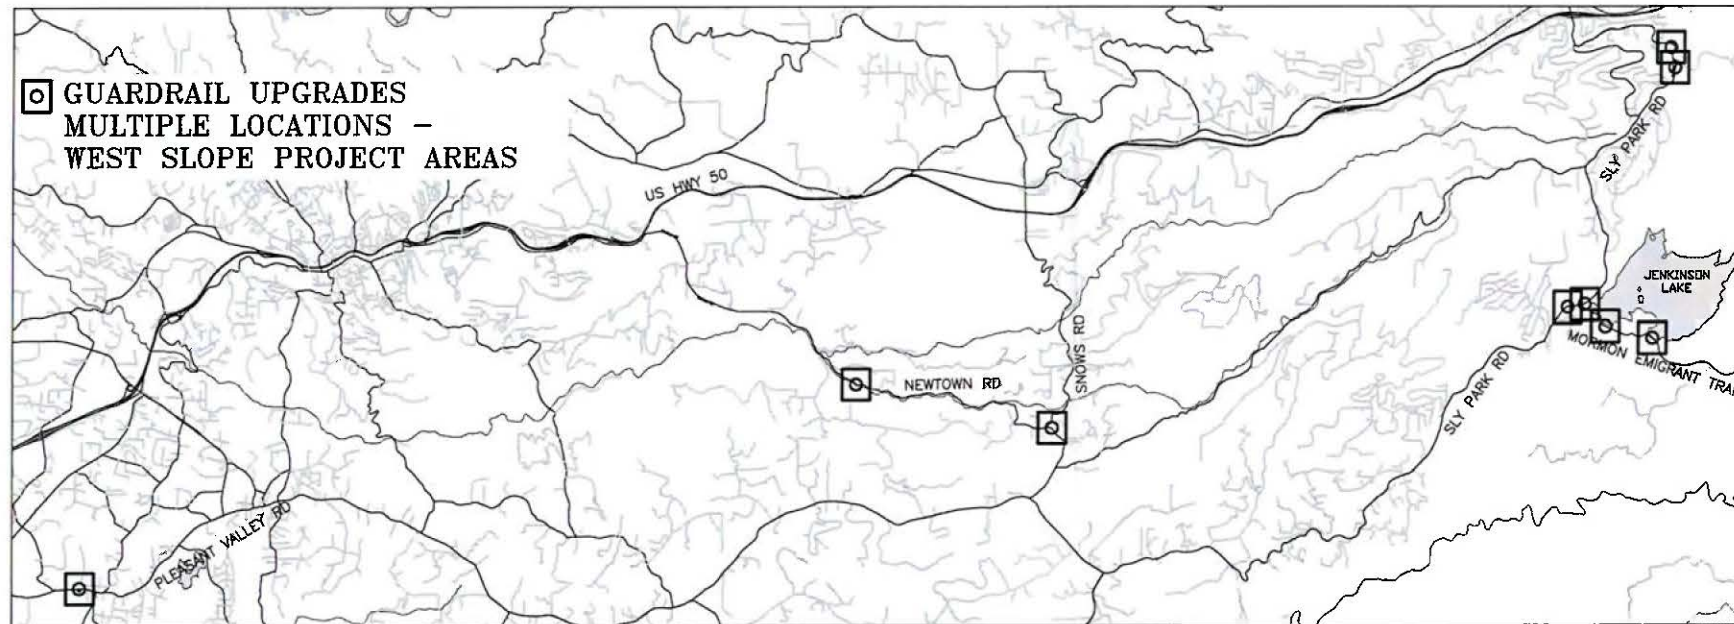 GUARDRAIL UPGRADES
MULTIPLE LOCATIONS –
WEST SLOPE PROJECT AREAS
US HWY 50
SLY PARK RD
JENKINSON
LAKE
SNOWS RD
NEWTOWN RD
MORMON EMIGRANT TRA
SLY PARK RD
PLEASANT VALLEY RD